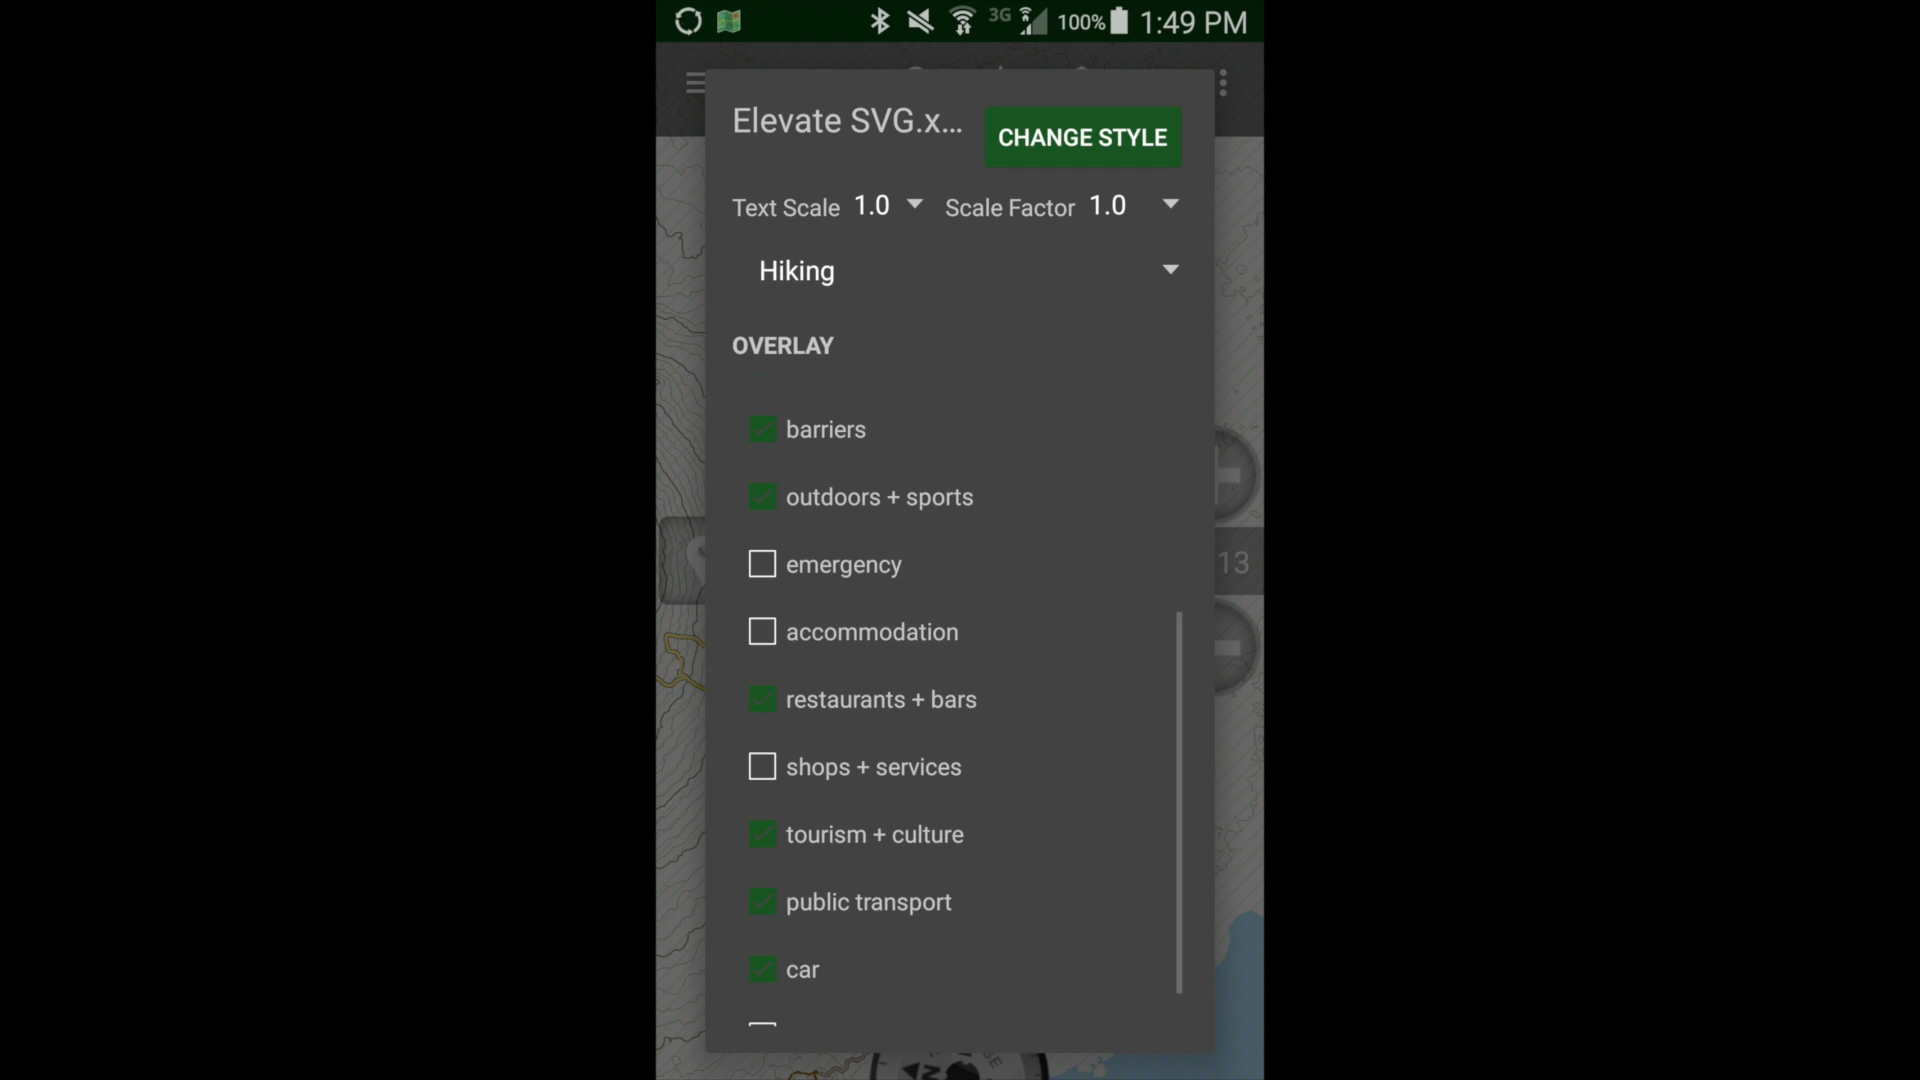 3G 100% 1:49 PM
Elevate SVG.x... CHANGE STYLE
Text Scale 1.0 Scale Factor 1.0
Hiking
OVERLAY
barriers
outdoors + sports
emergency
13
accommodation
restaurants + bars
shops + services
tourism + culture
public transport
car